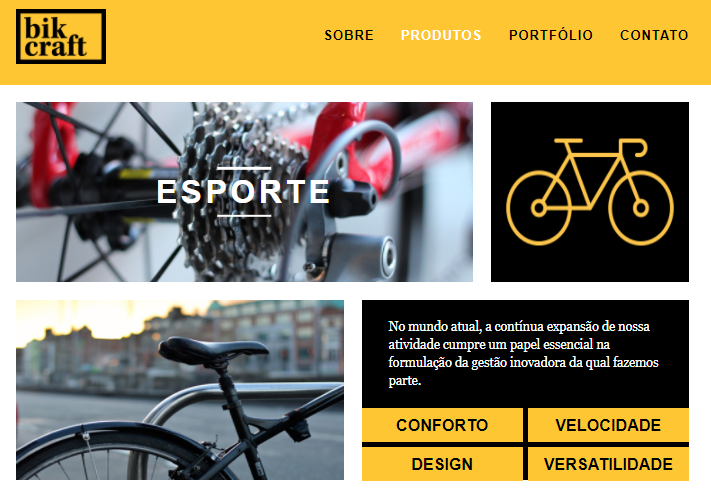 bik
craft
SOBRE PRODUTOS PORTFÓLIO CONTATO
ESPORTE
No mundo atual, a contínua expansão de nossa
atividade cumpre um papel essencial na
formulação da gestão inovadora da qual fazemos
parte.
CONFORTO VELOCIDADE
DESIGN VERSATILIDADE